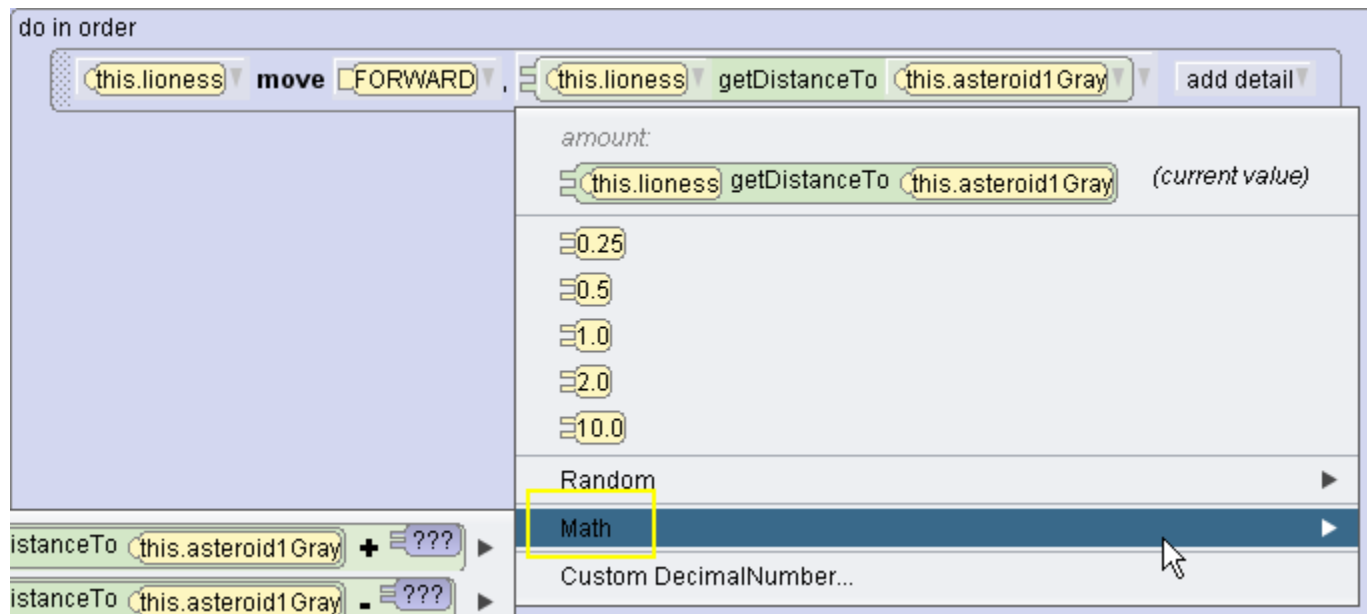 do in order
this.lioness move FORWARD , this.lioness getDistanceTo this.asteroid1Gray add detail
amount:
this.lioness getDistanceTo this.asteroid1Gray (current value)
0.25
0.5
1.0
2.0
10.0
Random
Math
istanceTo this.asteroid1Gray + ???
Custom DecimalNumber...
istanceTo this.asteroid1Gray - ???